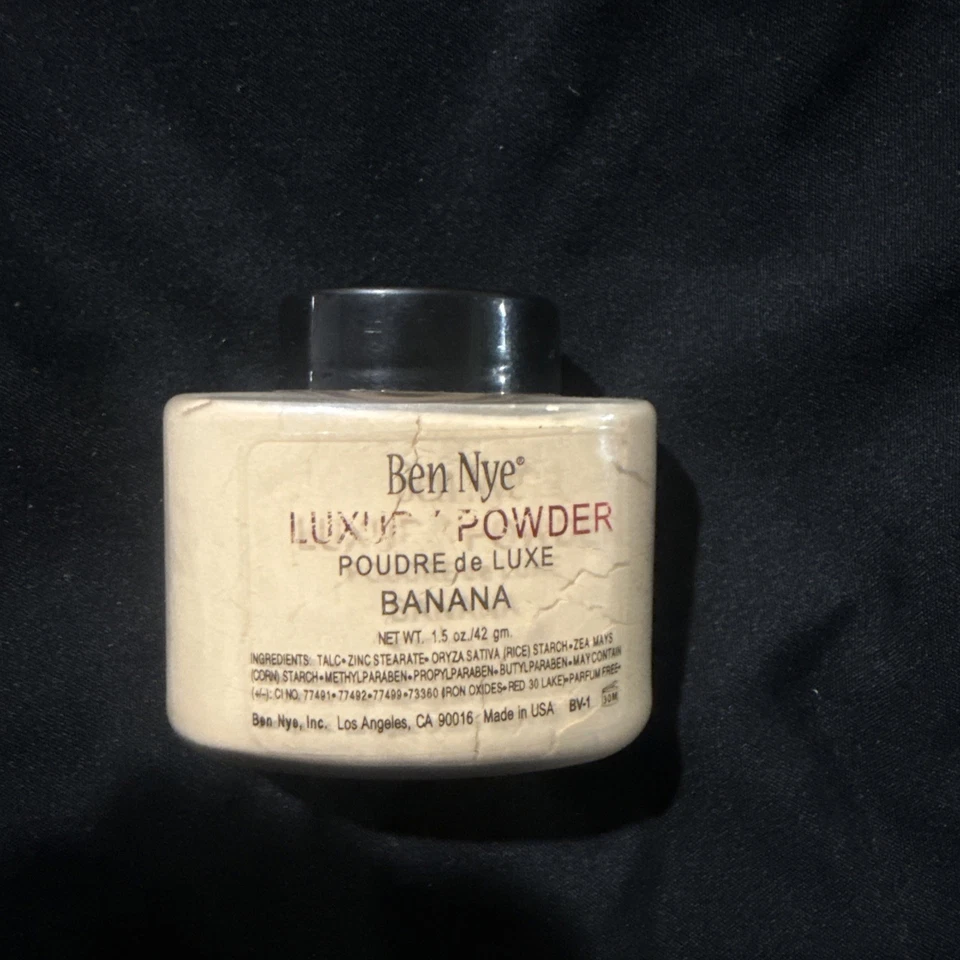 Ben Nye®
LUXURY POWDER
POUDRE de LUXE
BANANA
NET WT. 1.5 oz./42 gm.
INGREDIENTS: TALC•ZINC STEARATE•ORYZA SATIVA (RICE) STARCH•ZEA MAYS
(CORN) STARCH•METHYLPARABEN•PROPYLPARABEN•BUTYLPARABEN•MAY CONTAIN
(+/-): CI NO. 77491•77492•77499•73360 (IRON OXIDES•RED 30 LAKE)•PARFUM FREE•
Ben Nye, Inc. Los Angeles, CA 90016 Made in USA BV-1 30M